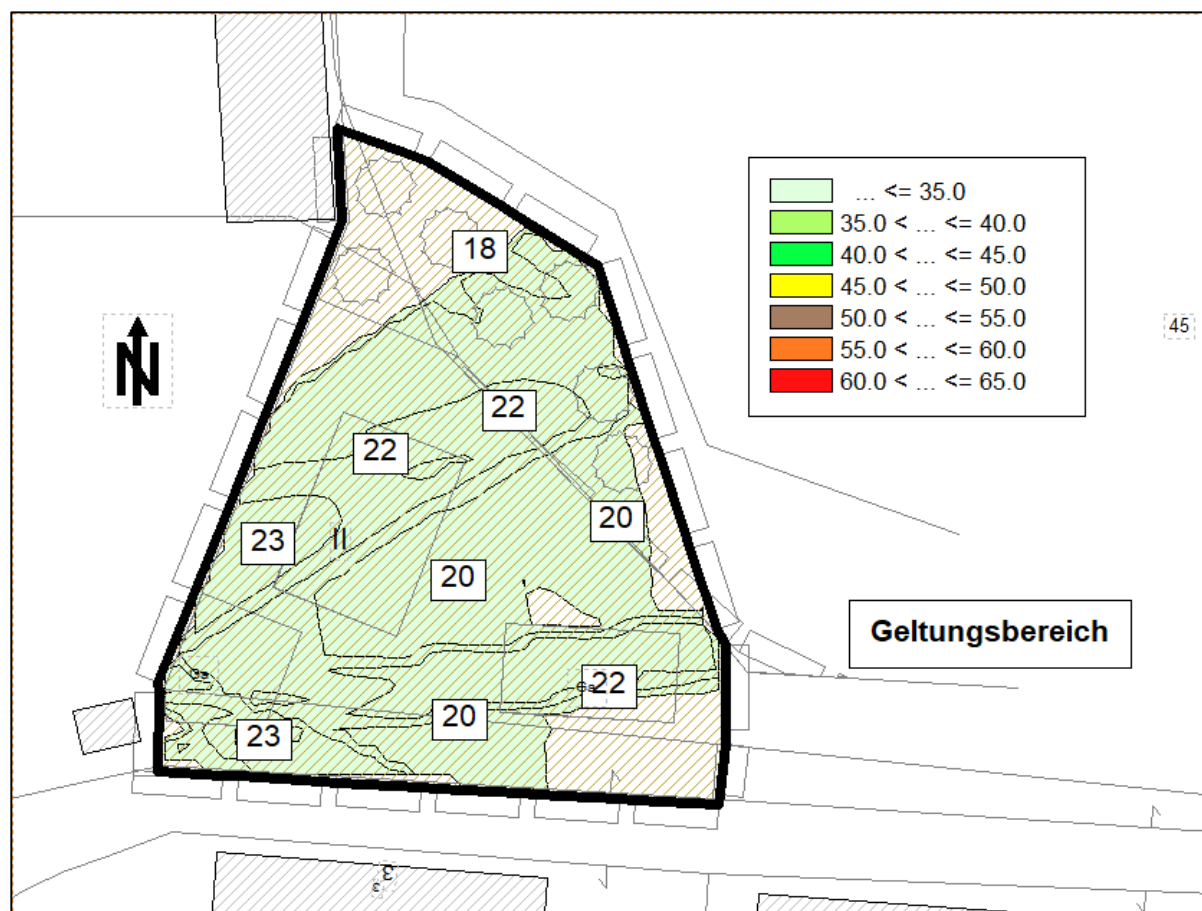 18
... <= 35.0
35.0 < ... <= 40.0
40.0 < ... <= 45.0
45.0 < ... <= 50.0
50.0 < ... <= 55.0
55.0 < ... <= 60.0
60.0 < ... <= 65.0
45
N
22
22
20
23
II
20
Geltungsbereich
Ga
22
20
23
3